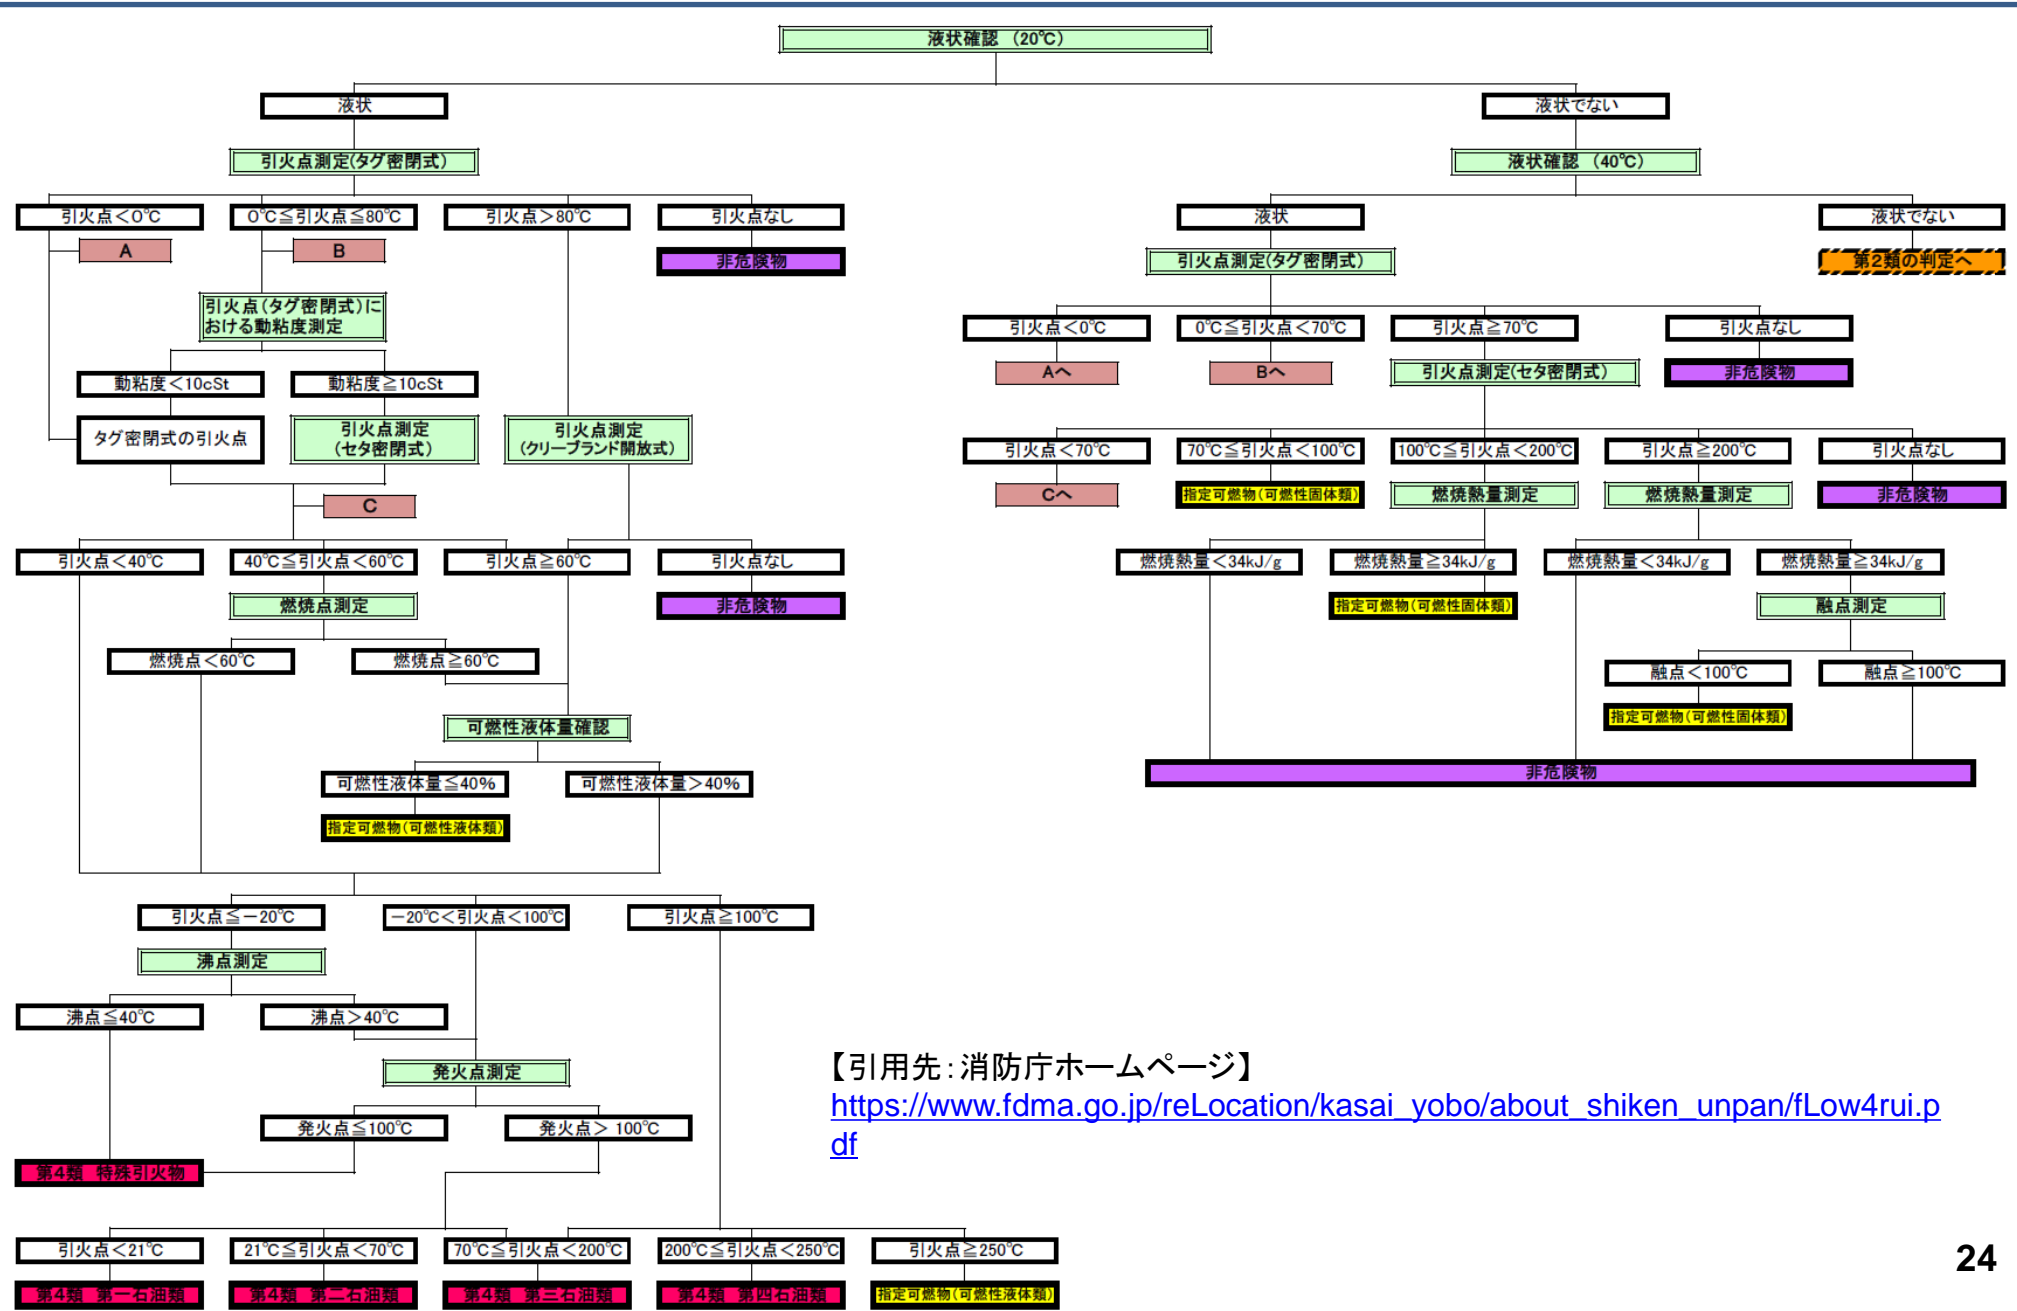 液状確認 (20℃)
液状
液状でない
引火点測定(タグ密閉式)
液状確認 (40℃)
引火点<0℃
0℃≦引火点≦80℃
引火点>80℃
引火点なし
液状
液状でない
A
B
非危険物
引火点測定(タグ密閉式)
第2類の判定へ
引火点(タグ密閉式)に
おける動粘度測定
引火点<0℃
0℃≦引火点<70℃
引火点≧70℃
引火点なし
動粘度<10cSt
動粘度≧10cSt
Aへ
Bへ
引火点測定(セタ密閉式)
非危険物
タグ密閉式の引火点
引火点測定
(セタ密閉式)
引火点測定
(クリーブランド開放式)
引火点<70℃
70℃≦引火点<100℃
100℃≦引火点<200℃
引火点≧200℃
引火点なし
C
Cへ
指定可燃物(可燃性固体類)
燃焼熱量測定
燃焼熱量測定
非危険物
引火点<40℃
40℃≦引火点<60℃
引火点≧60℃
引火点なし
燃焼熱量<34kJ/g
燃焼熱量≧34kJ/g
燃焼熱量<34kJ/g
燃焼熱量≧34kJ/g
燃焼点測定
非危険物
指定可燃物(可燃性固体類)
融点測定
燃焼点<60℃
燃焼点≧60℃
融点<100℃
融点≧100℃
可燃性液体量確認
指定可燃物(可燃性固体類)
可燃性液体量≦40%
可燃性液体量>40%
非危険物
指定可燃物(可燃性液体類)
引火点≦-20℃
-20℃<引火点<100℃
引火点≧100℃
沸点測定
沸点≦40℃
沸点>40℃
発火点測定
発火点≦100℃
発火点> 100℃
第4類 特殊引火物
【引用先:消防庁ホームページ】
https://www.fdma.go.jp/reLocation/kasai_yobo/about_shiken_unpan/fLow4rui.p
df
引火点<21℃
21℃≦引火点<70℃
70℃≦引火点<200℃
200℃≦引火点<250℃
引火点≧250℃
第4類 第一石油類
第4類 第二石油類
第4類 第三石油類
第4類 第四石油類
指定可燃物(可燃性液体類)
24